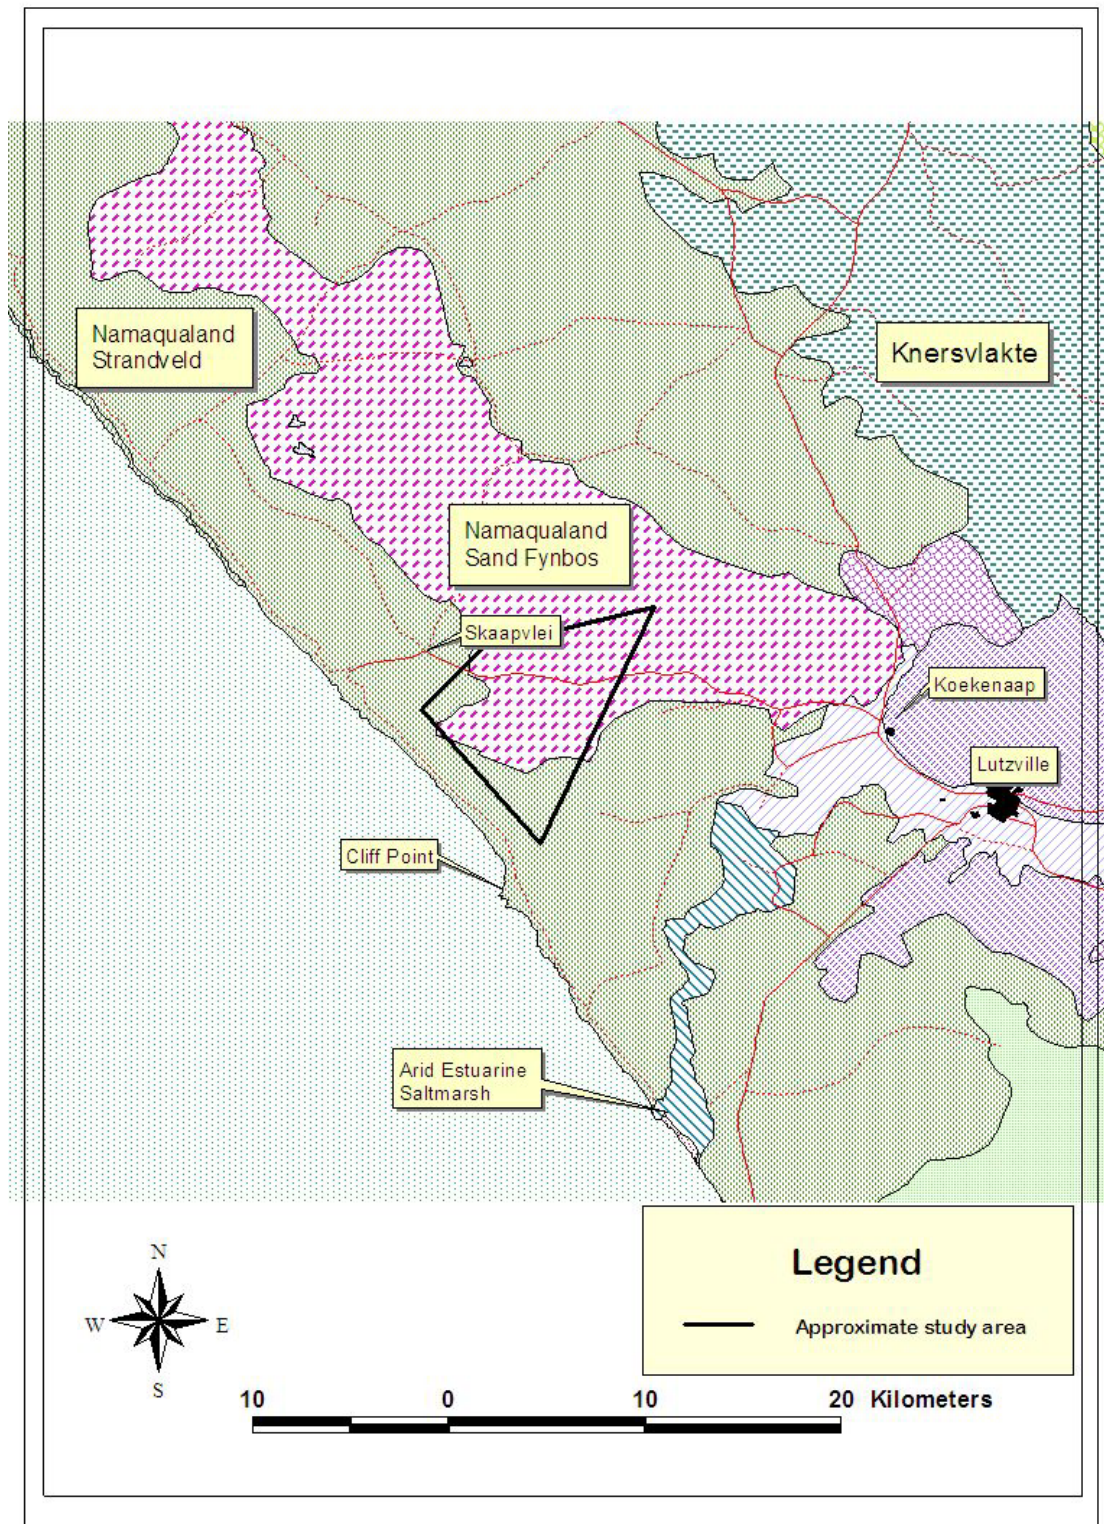 Namaqualand
Strandveld
Knersvlakte
Namaqualand
Sand Fynbos
Skaapvlei
Koekenaap
Lutzville
Cliff Point
Arid Estuarine
Saltmarsh
Legend
Approximate study area
N
W
E
S
10 0 10 20 Kilometers